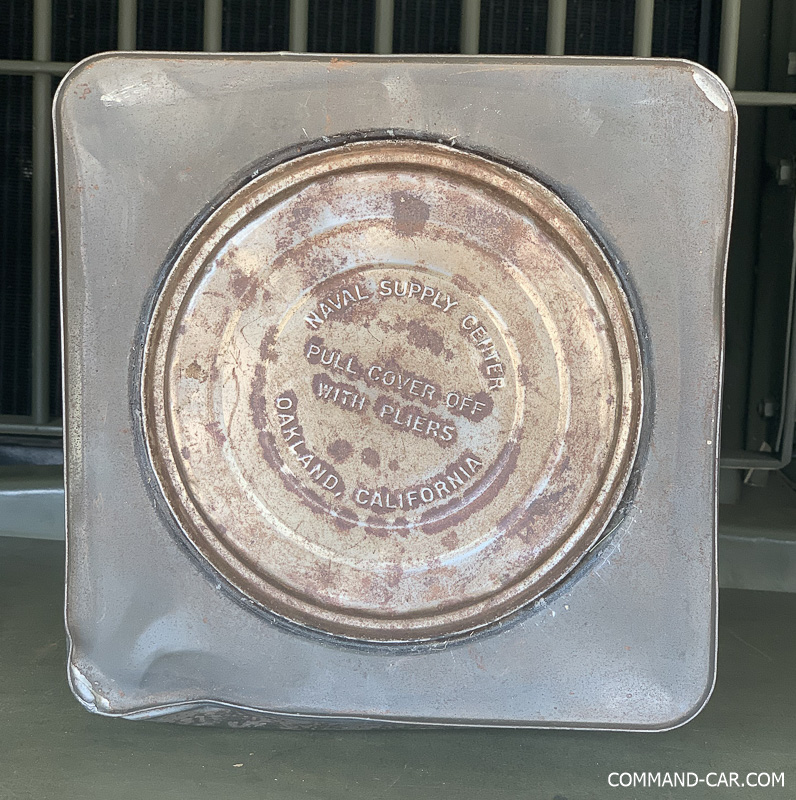 NAVAL SUPPLY CENTER
PULL COVER OFF
WITH PLIERS
OAKLAND, CALIFORNIA
COMMAND-CAR.COM